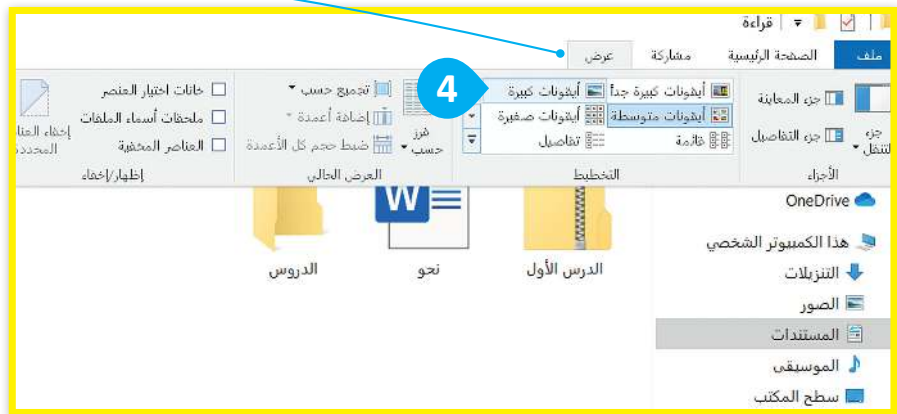 قراءة
ملف الصفحة الرئيسية مشاركة عرض
جزء التنقل
جزء المعاينة
جزء التفاصيل
الأجزاء
أيقونات كبيرة جداً أيقونات كبيرة
أيقونات متوسطة أيقونات صغيرة
قائمة تفاصيل
التخطيط
4
فرز حسب
تجميع حسب
إضافة أعمدة
ضبط حجم كل الأعمدة
العرض الحالي
خانات اختيار العنصر
ملحقات أسماء الملفات
العناصر المخفية
إخفاء العنا
المحدد
إظهار/إخفاء
OneDrive
هذا الكمبيوتر الشخصي
التنزيلات
الصور
المستندات
الموسيقى
سطح المكتب
W
الدرس الأول نحو الدروس